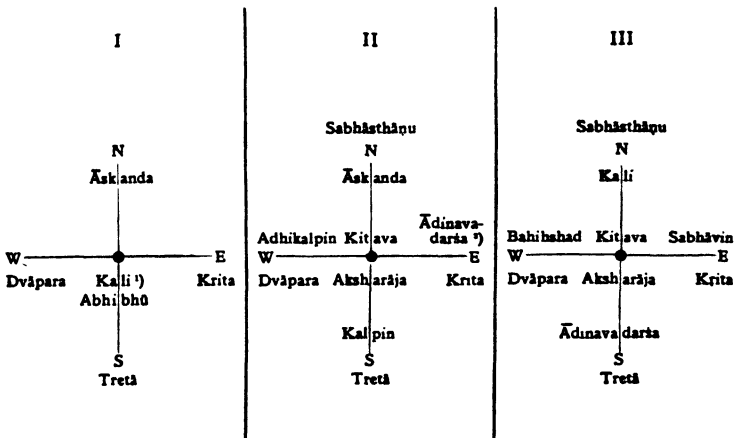 I
N
Āskanda
W E
Dvāpara Kali ¹) Krita
Abhibhū
S
Tretā
II
Sabhāsthāṇu
N
Āskanda
Ādinava-
Adhikalpin Kitava darśa ²)
W E
Dvāpara Aksharāja Krita
Kalpin
S
Tretā
III
Sabhāsthāṇu
N
Kali
Bahihshad Kitava Sabhāvin
W E
Dvāpara Aksharāja Krita
Ādinavadarśa
S
Tretā